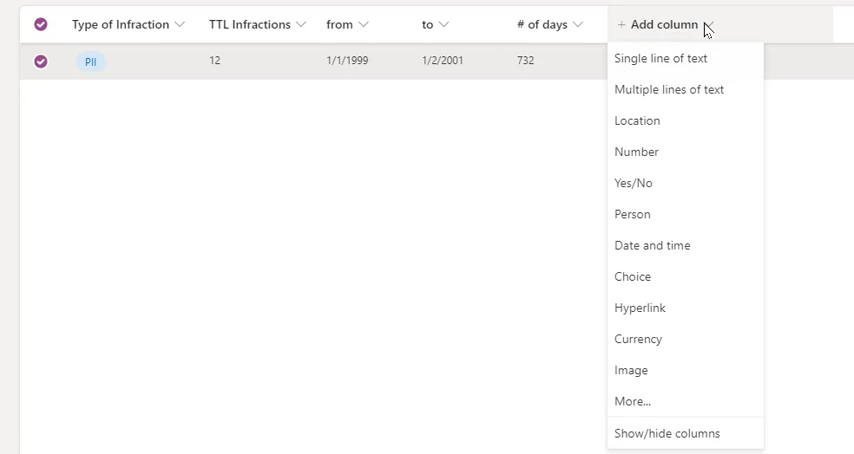 Type of Infraction TTL Infractions from to # of days + Add column
PII 12 1/1/1999 1/2/2001 732
Single line of text
Multiple lines of text
Location
Number
Yes/No
Person
Date and time
Choice
Hyperlink
Currency
Image
More...
Show/hide columns